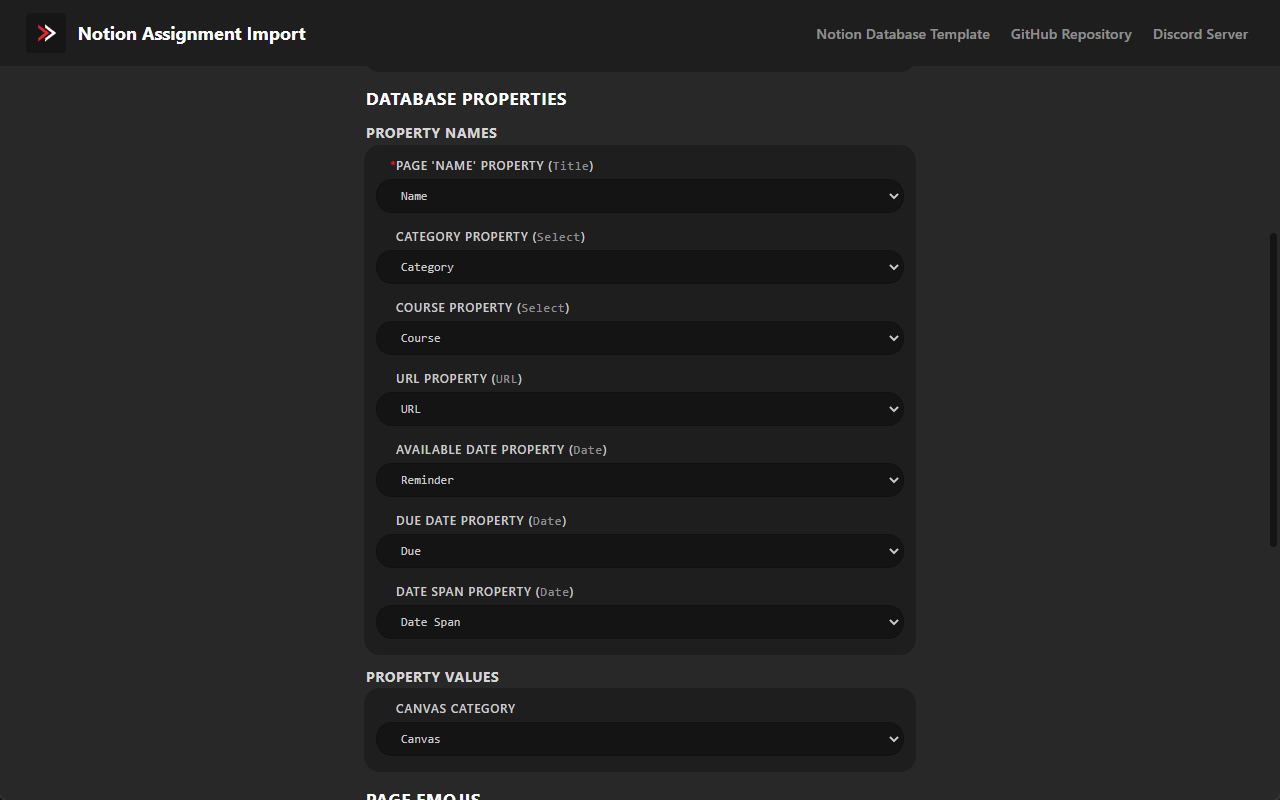 Notion Assignment Import
Notion Database Template GitHub Repository Discord Server
DATABASE PROPERTIES
PROPERTY NAMES
*PAGE 'NAME' PROPERTY (Title)
Name
CATEGORY PROPERTY (Select)
Category
COURSE PROPERTY (Select)
Course
URL PROPERTY (URL)
URL
AVAILABLE DATE PROPERTY (Date)
Reminder
DUE DATE PROPERTY (Date)
Due
DATE SPAN PROPERTY (Date)
Date Span
PROPERTY VALUES
CANVAS CATEGORY
Canvas
PAGE EMOJIS